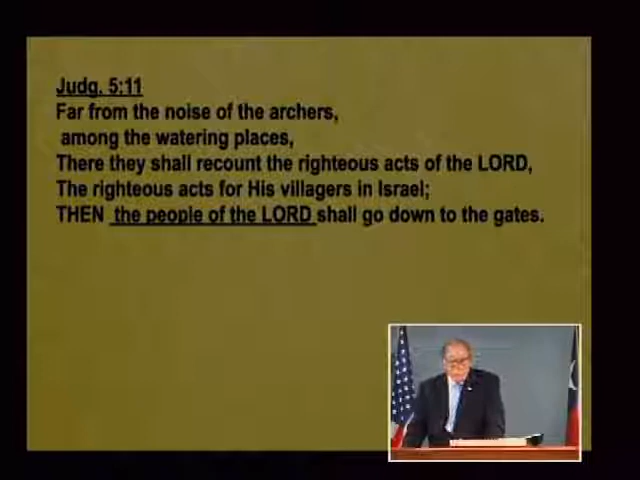 Judg. 5:11
Far from the noise of the archers,
among the watering places,
There they shall recount the righteous acts of the LORD,
The righteous acts for His villagers in Israel;
THEN the people of the LORD shall go down to the gates.